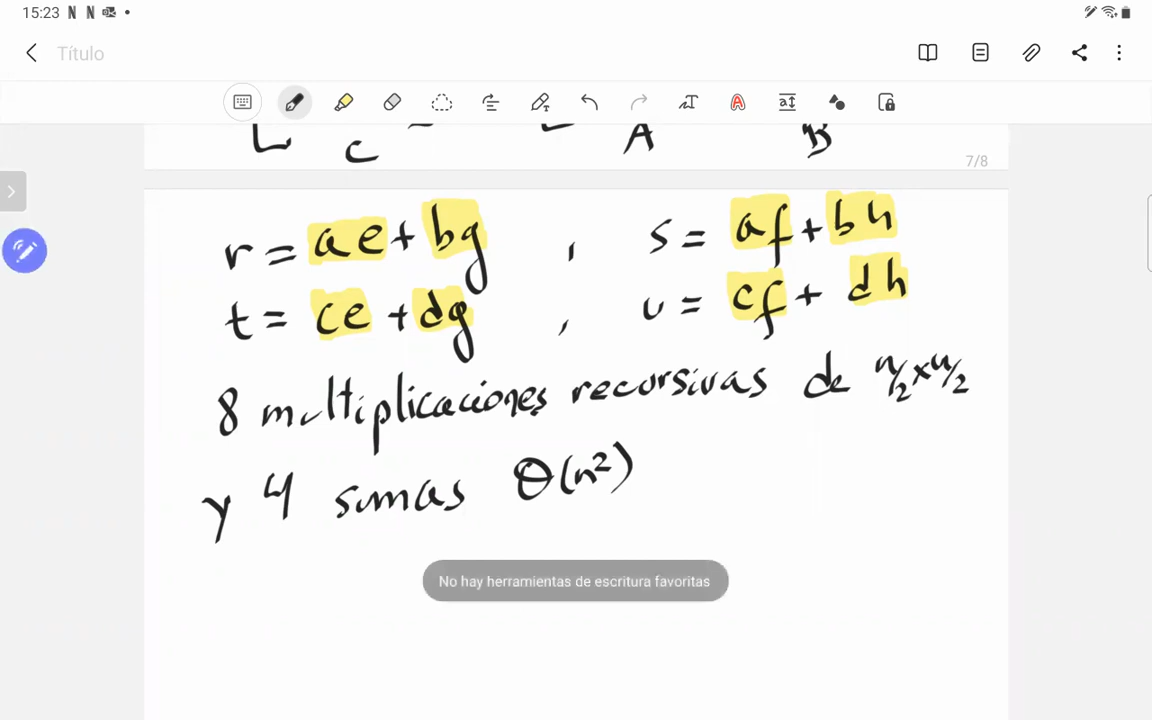 15:23
Título
C A B
7/8
r = ae + bg , s = af + bh
t = ce + dg , u = cf + dh
8 multiplicaciones recursivas de n/2 x n/2
y 4 sumas Θ(n²)
No hay herramientas de escritura favoritas